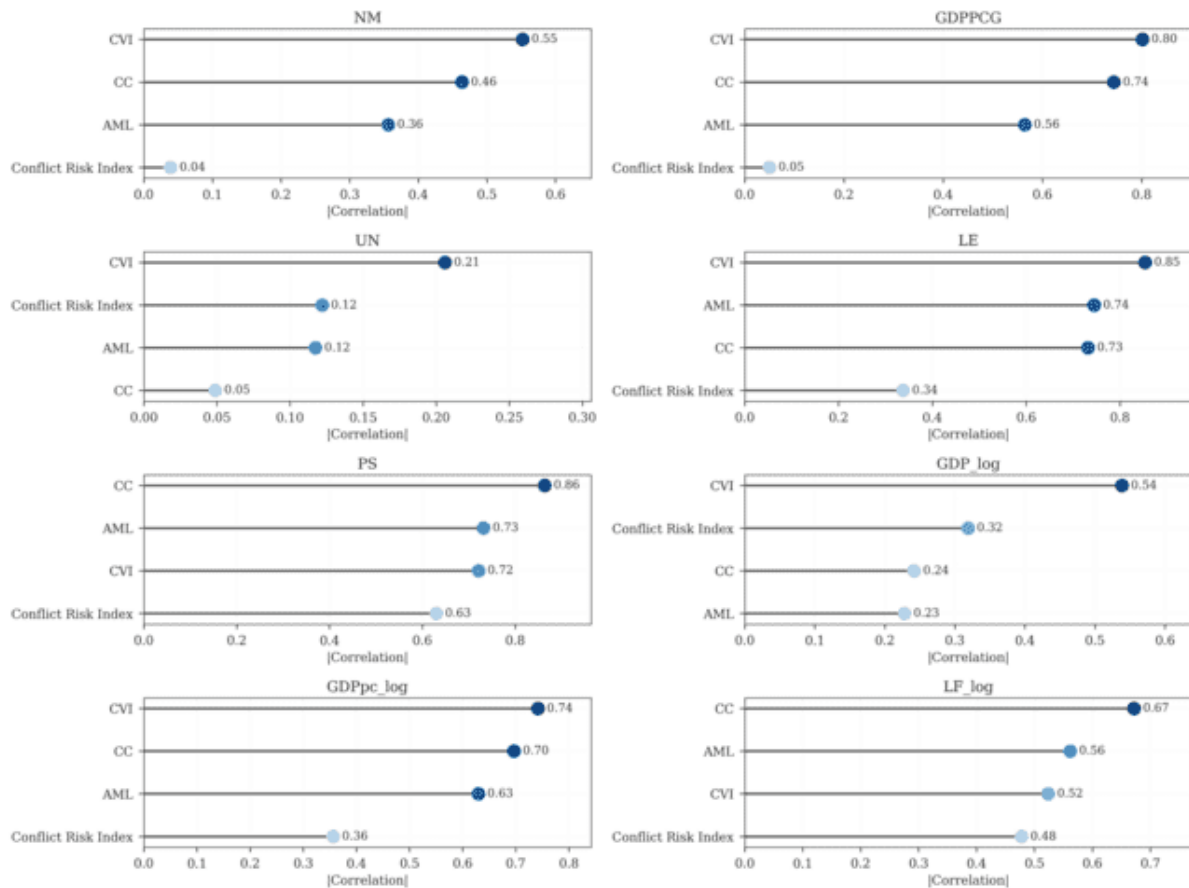 NM
CVI 0.55
CC 0.46
AML 0.36
Conflict Risk Index 0.04
0.0 0.1 0.2 0.3 0.4 0.5 0.6
|Correlation|
GDPPCG
CVI 0.80
CC 0.74
AML 0.56
Conflict Risk Index 0.05
0.0 0.2 0.4 0.6 0.8
|Correlation|
UN
CVI 0.21
Conflict Risk Index 0.12
AML 0.12
CC 0.05
0.00 0.05 0.10 0.15 0.20 0.25 0.30
|Correlation|
LE
CVI 0.85
AML 0.74
CC 0.73
Conflict Risk Index 0.34
0.0 0.2 0.4 0.6 0.8
|Correlation|
PS
CC 0.86
AML 0.73
CVI 0.72
Conflict Risk Index 0.63
0.0 0.2 0.4 0.6 0.8
|Correlation|
GDP_log
CVI 0.54
Conflict Risk Index 0.32
CC 0.24
AML 0.23
0.0 0.1 0.2 0.3 0.4 0.5 0.6
|Correlation|
GDPpc_log
CVI 0.74
CC 0.70
AML 0.63
Conflict Risk Index 0.36
0.0 0.1 0.2 0.3 0.4 0.5 0.6 0.7 0.8
|Correlation|
LF_log
CC 0.67
AML 0.56
CVI 0.52
Conflict Risk Index 0.48
0.0 0.1 0.2 0.3 0.4 0.5 0.6 0.7
|Correlation|